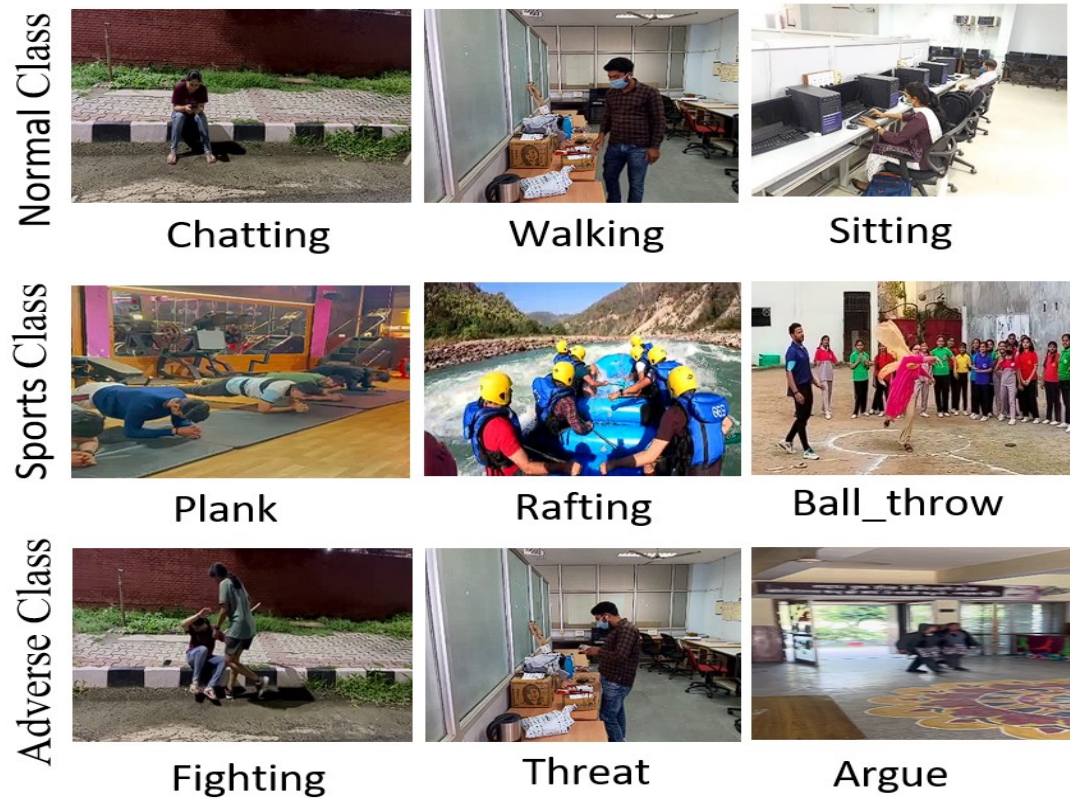 Normal Class
Chatting
Walking
Sitting
Sports Class
Plank
Rafting
Ball_throw
Adverse Class
Fighting
Threat
Argue